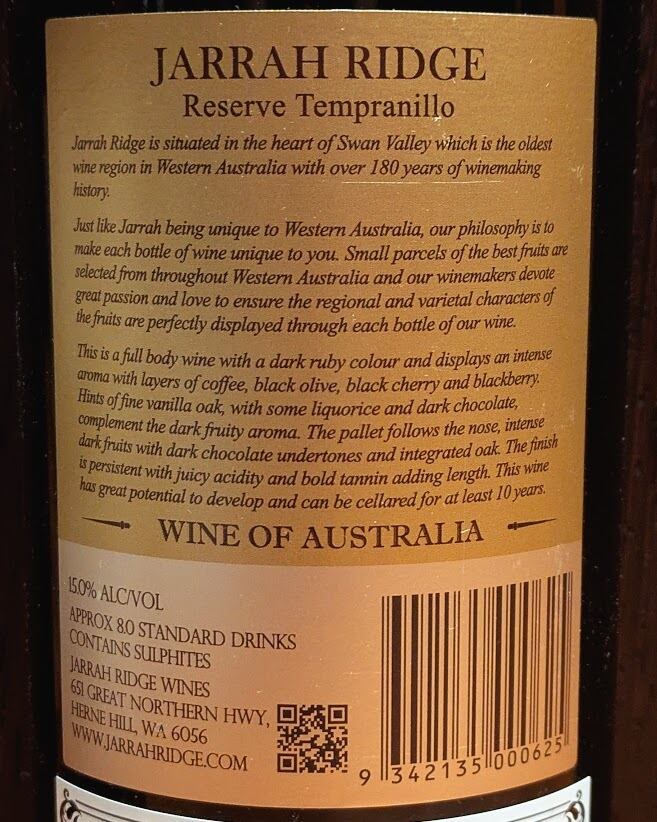 JARRAH RIDGE
Reserve Tempranillo
Jarrah Ridge is situated in the heart of Swan Valley which is the oldest
wine region in Western Australia with over 180 years of winemaking
history.
Just like Jarrah being unique to Western Australia, our philosophy is to
make each bottle of wine unique to you. Small parcels of the best fruits are
selected from throughout Western Australia and our winemakers devote
great passion and love to ensure the regional and varietal characters of
the fruits are perfectly displayed through each bottle of our wine.
This is a full body wine with a dark ruby colour and displays an intense
aroma with layers of coffee, black olive, black cherry and blackberry.
Hints of fine vanilla oak, with some liquorice and dark chocolate,
complement the dark fruity aroma. The pallet follows the nose, intense
dark fruits with dark chocolate undertones and integrated oak. The finish
is persistent with juicy acidity and bold tannin adding length. This wine
has great potential to develop and can be cellared for at least 10 years.
WINE OF AUSTRALIA
15.0% ALC/VOL
APPROX 8.0 STANDARD DRINKS
CONTAINS SULPHITES
JARRAH RIDGE WINES
651 GREAT NORTHERN HWY,
HERNE HILL, WA 6056
WWW.JARRAHRIDGE.COM
9 342135 000625